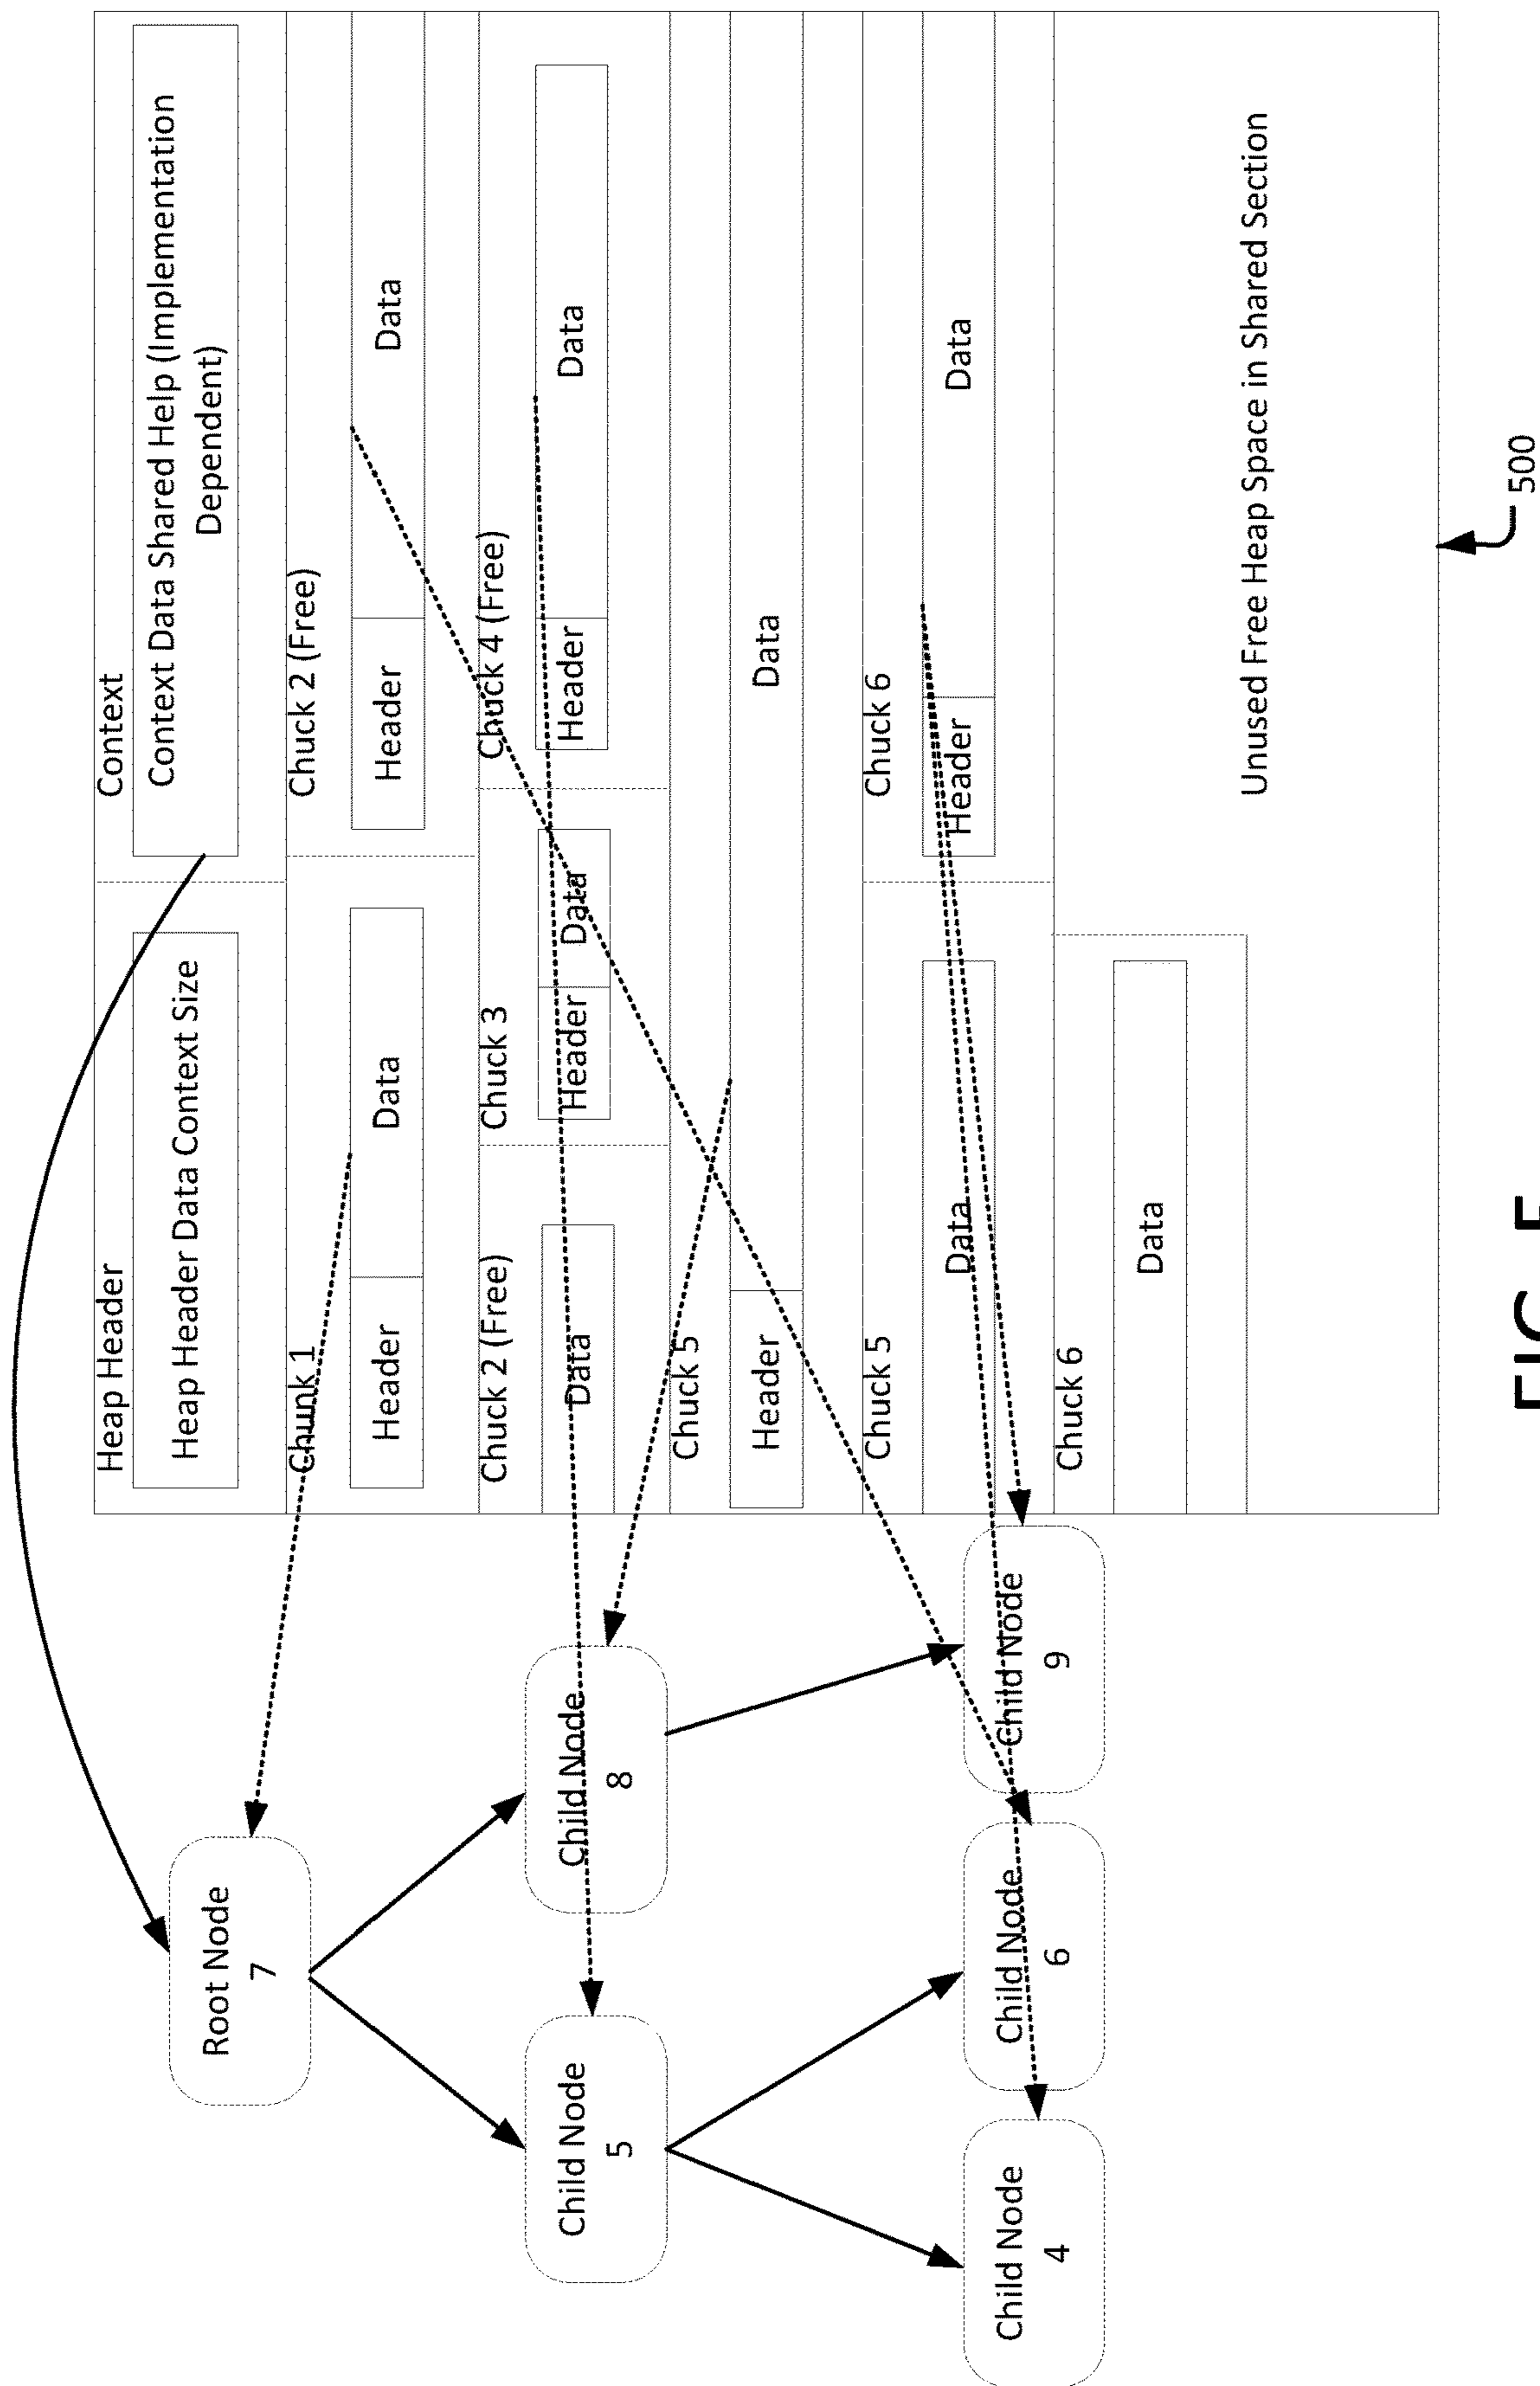 Heap Header
Context
Heap Header Data Context Size
Context Data Shared Help (Implementation
Dependent)
Root Node
7
Chunk 1
Chuck 2 (Free)
Header
Data
Header
Data
Chuck 2 (Free)
Chuck 3
Chuck 4 (Free)
Data
Header
Data
Header
Data
Child Node
5
Child Node
8
Chuck 5
Header
Data
Chuck 5
Chuck 6
Data
Header
Data
Child Node
4
Child Node
6
Child Node
9
Chuck 6
Data
Unused Free Heap Space in Shared Section
500
FIG. 5